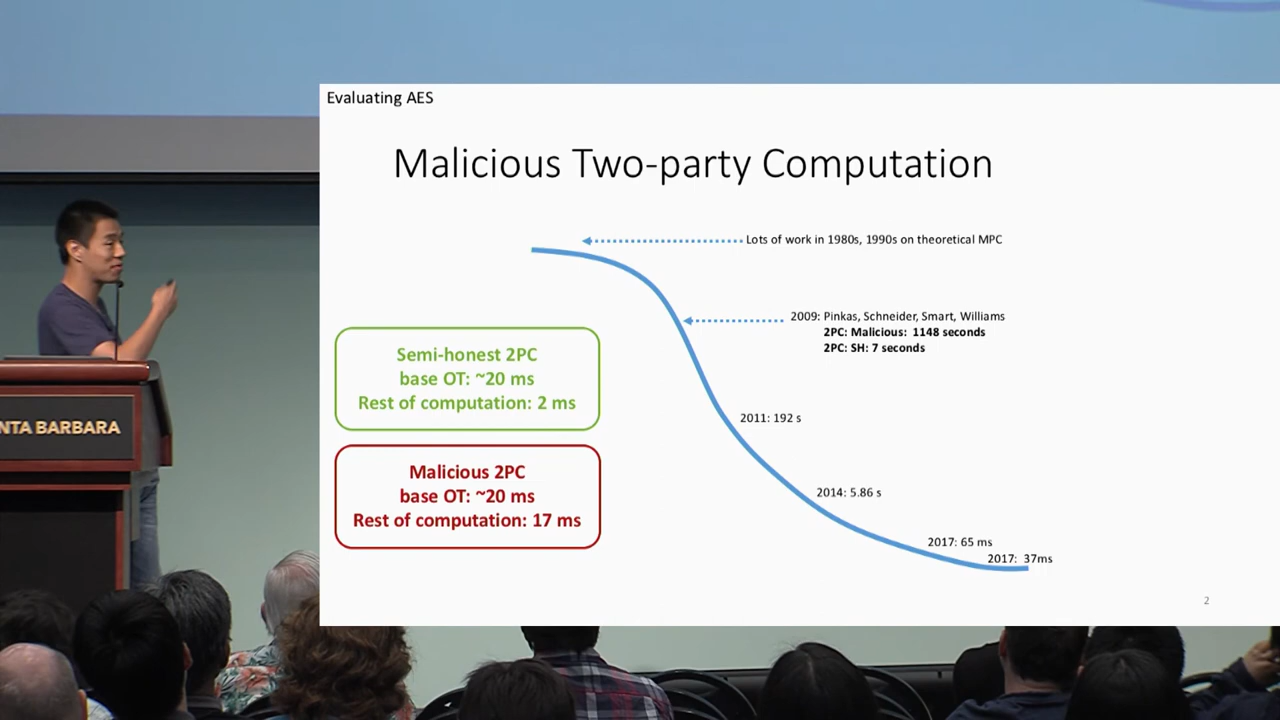 Evaluating AES
Malicious Two-party Computation
Lots of work in 1980s, 1990s on theoretical MPC
2009: Pinkas, Schneider, Smart, Williams
2PC: Malicious: 1148 seconds
2PC: SH: 7 seconds
Semi-honest 2PC
base OT: ~20 ms
Rest of computation: 2 ms
2011: 192 s
NTA BARBARA
Malicious 2PC
base OT: ~20 ms
Rest of computation: 17 ms
2014: 5.86 s
2017: 65 ms
2017: 37ms
2